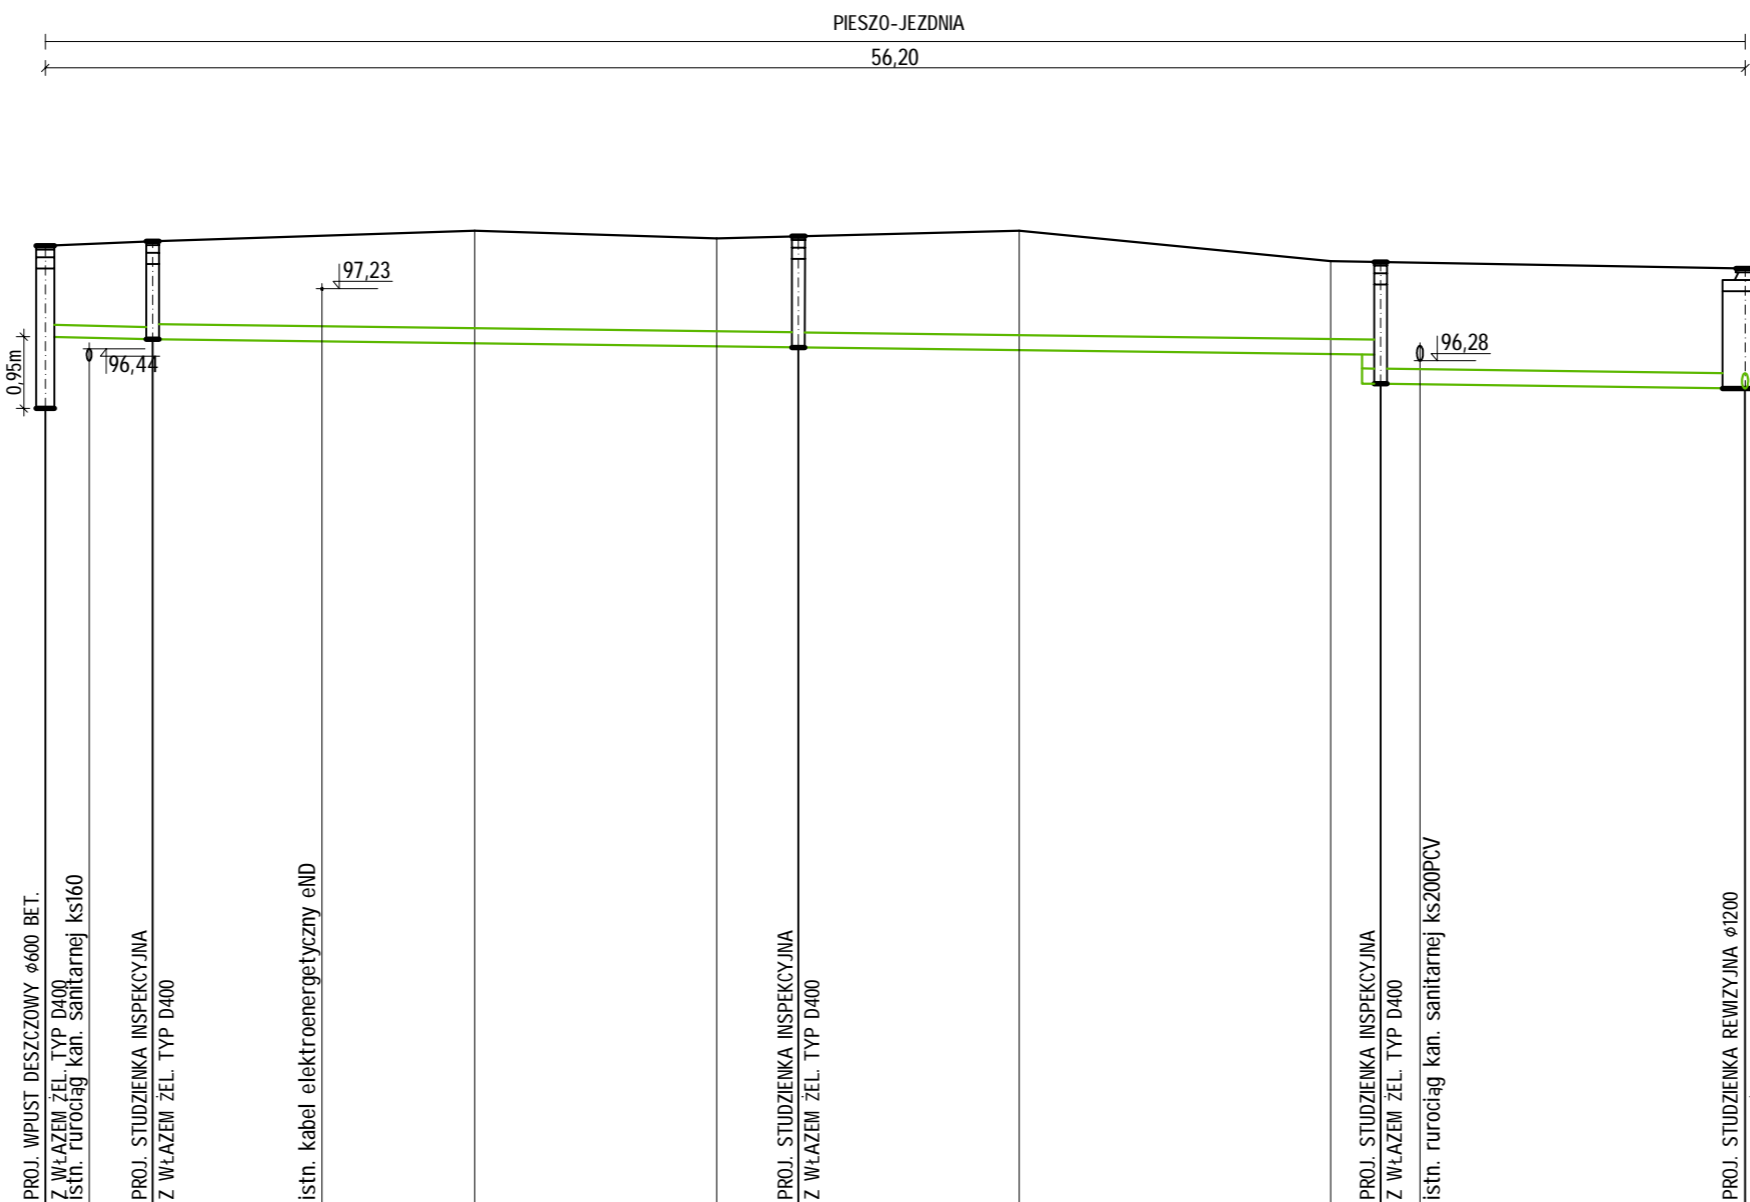 PIESZO-JEZDNIA
56,20
97,23
0,95m
96,44
96,28
PROJ. WPUST DESZCZOWY ø600 BET.
Z WŁAZEM ŻEL. TYP D400
istn. rurociąg kan. sanitarnej ks160
PROJ. STUDZIENKA INSPEKCYJNA
Z WŁAZEM ŻEL. TYP D400
istn. kabel elektroenergetyczny eND
PROJ. STUDZIENKA INSPEKCYJNA
Z WŁAZEM ŻEL. TYP D400
PROJ. STUDZIENKA INSPEKCYJNA
Z WŁAZEM ŻEL. TYP D400
istn. rurociąg kan. sanitarnej ks200PCV
PROJ. STUDZIENKA REWIZYJNA ø1200